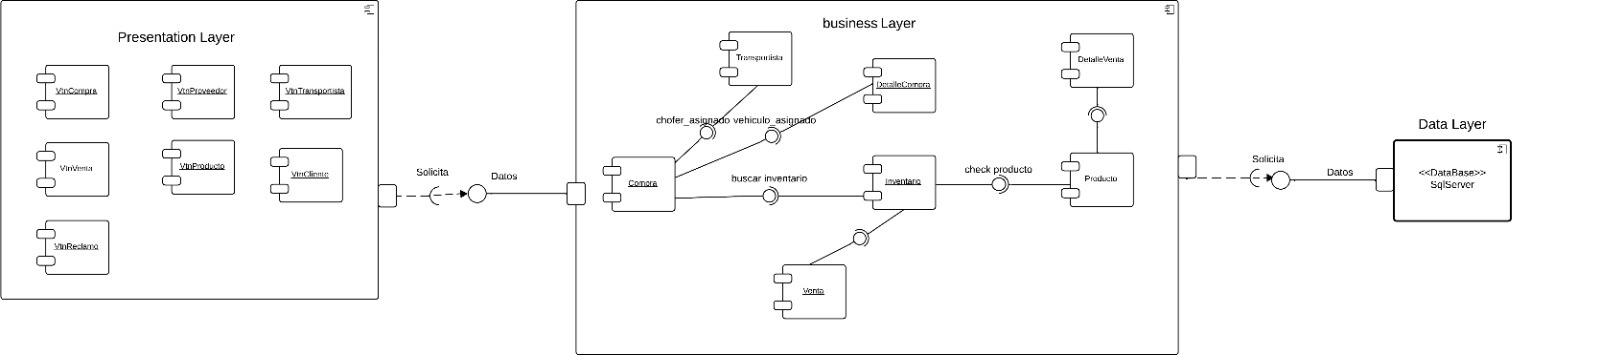 Presentation Layer
VtnCompra
VtnProveedor
VtnTransportista
VtnVenta
VtnProducto
VtnCliente
VtnReclamo
Solicita
Datos
business Layer
Transportista
DetalleCompra
DetalleVenta
chofer_asignado
vehiculo_asignado
Compra
buscar inventario
Inventario
check producto
Producto
Venta
Solicita
Datos
Data Layer
<<DataBase>>
SqlServer